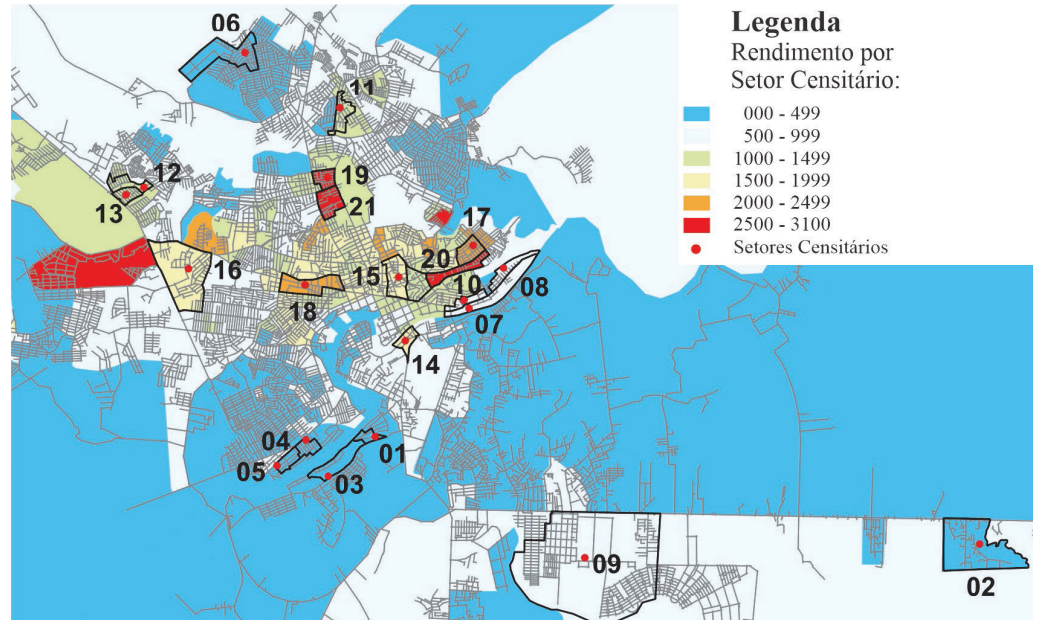 Legenda
Rendimento por
Setor Censitário:
000 - 499
500 - 999
1000 - 1499
1500 - 1999
2000 - 2499
2500 - 3100
Setores Censitários
06
11
12
13
19
21
17
16
15
20
08
10
18
07
14
04
01
05
03
09
02